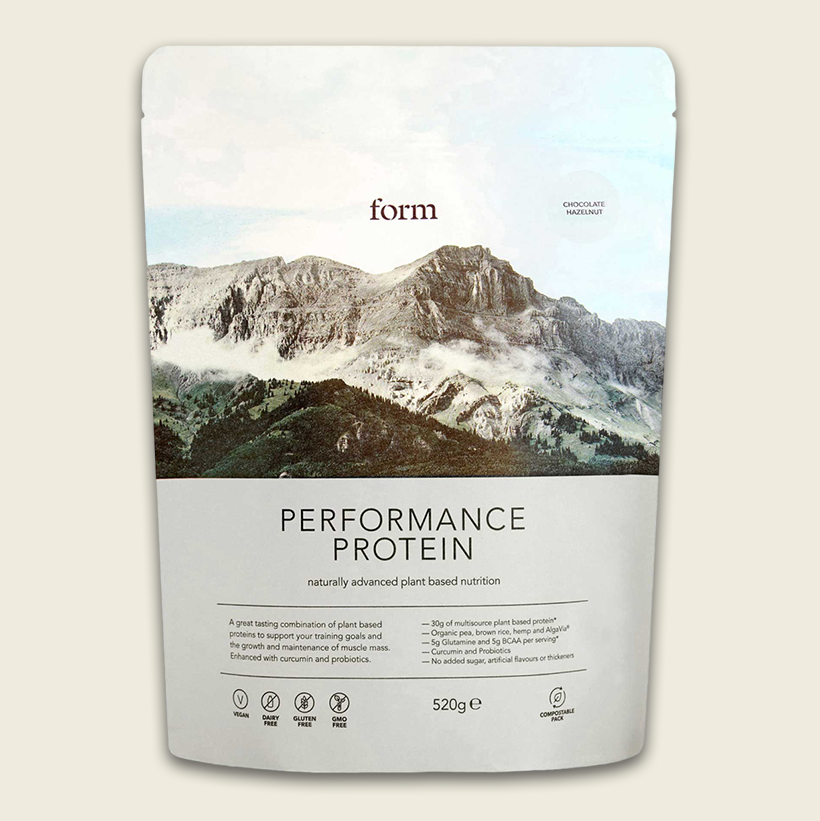 form
CHOCOLATE
HAZELNUT
PERFORMANCE
PROTEIN
naturally advanced plant based nutrition
A great tasting combination of plant based
proteins to support your training goals and
the growth and maintenance of muscle mass.
Enhanced with curcumin and probiotics.
— 30g of multisource plant based protein*
— Organic pea, brown rice, hemp and AlgaVia®
— 5g Glutamine and 5g BCAA per serving*
— Curcumin and Probiotics
— No added sugar, artificial flavours or thickeners
V
VEGAN
DAIRY
FREE
GLUTEN
FREE
GMO
FREE
520g ℮
COMPOSTABLE
PACK